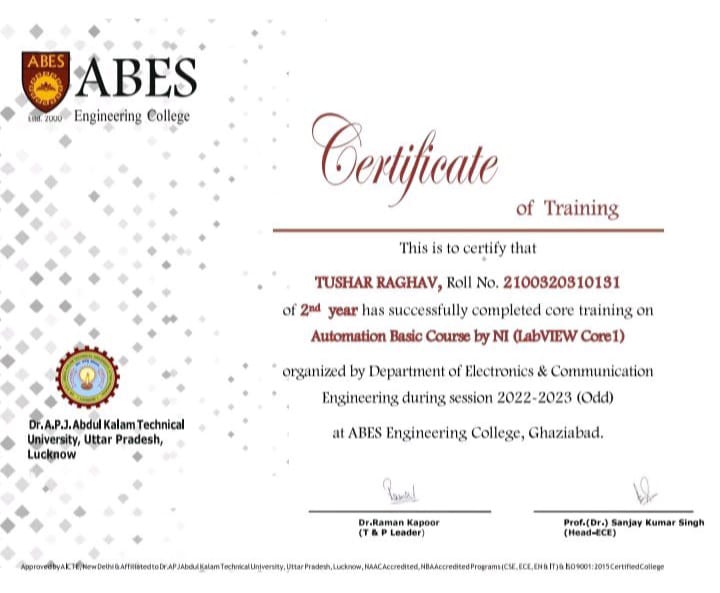 ABES
ABES
Estd. 2000 Engineering College
Certificate
of Training
This is to certify that
TUSHAR RAGHAV, Roll No. 2100320310131
of 2nd year has successfully completed core training on
Automation Basic Course by NI (LabVIEW Core1)
organized by Department of Electronics & Communication
Engineering during session 2022-2023 (Odd)
at ABES Engineering College, Ghaziabad.
Dr.A.P.J. Abdul Kalam Technical
University, Uttar Pradesh,
Lucknow
Dr.Raman Kapoor
(T & P Leader)
Prof.(Dr.) Sanjay Kumar Singh
(Head-ECE)
Approved by AICTE, New Delhi & Affiliated to Dr. APJ Abdul Kalam Technical University, Uttar Pradesh, Lucknow, NAAC Accredited, NBA Accredited Programs (CSE, ECE, EN & IT) & ISO 9001:2015 Certified College